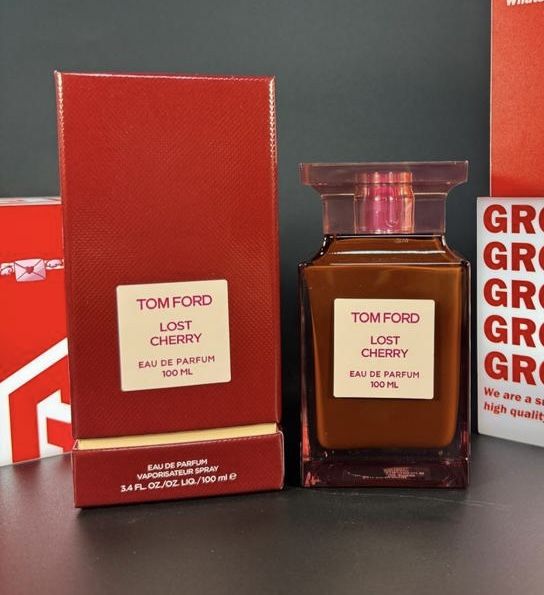 TOM FORD
LOST
CHERRY
EAU DE PARFUM
100 ML
EAU DE PARFUM
VAPORISATEUR SPRAY
3.4 FL. OZ./OZ. LIQ./100 ml ℮
TOM FORD
LOST
CHERRY
EAU DE PARFUM
100 ML
GRO
GRO
GRO
GRO
GRO
We are a su
high quality